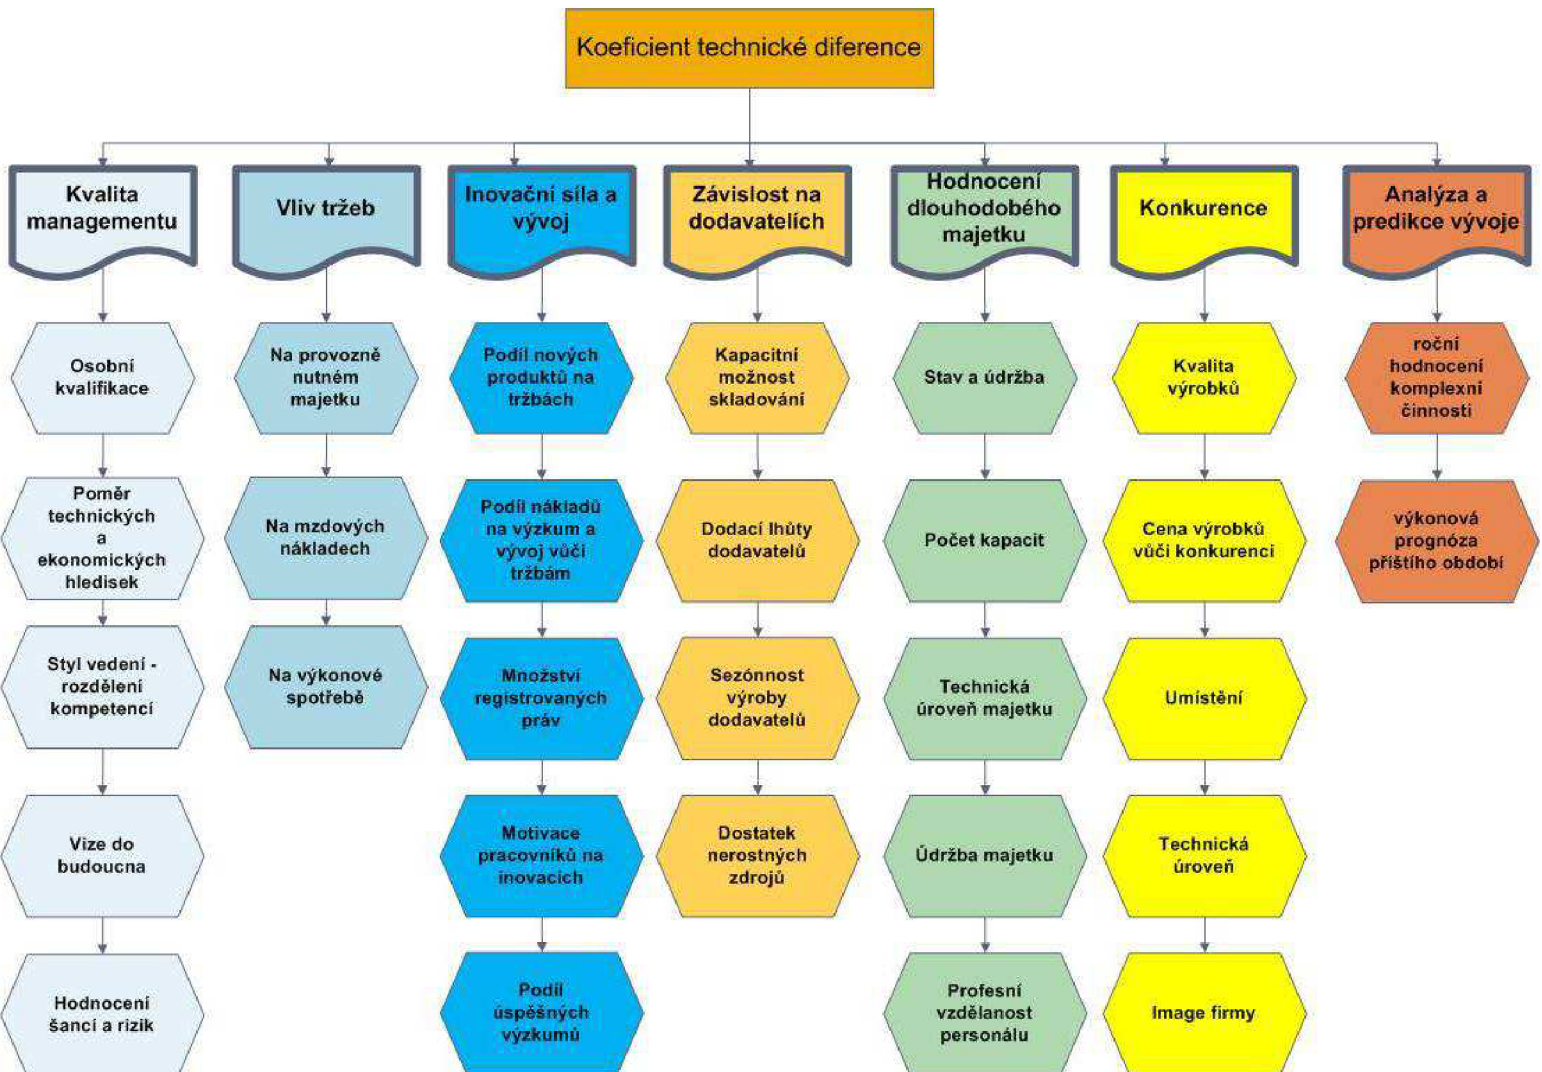 Koeficient technické diference
Kvalita
managementu
Vliv tržeb
Inovační síla a
vývoj
Závislost na
dodavatelích
Hodnocení
dlouhodobého
majetku
Konkurence
Analýza a
predikce vývoje
Osobní
kvalifikace
Na provozně
nutném
majetku
Podíl nových
produktů na
tržbách
Kapacitní
možnost
skladování
Stav a údržba
Kvalita
výrobků
roční
hodnocení
komplexní
činnosti
Poměr
technických
a
ekonomických
hledisek
Na mzdových
nákladech
Podíl nákladů
na výzkum a
vývoj vůči
tržbám
Dodací lhůty
dodavatelů
Počet kapacit
Cena výrobků
vůči konkurenci
výkonová
prognóza
příštího období
Styl vedení -
rozdělení
kompetencí
Na výkonové
spotřebě
Množství
registrovaných
práv
Sezónnost
výroby
dodavatelů
Technická
úroveň majetku
Umístění
Vize do
budoucna
Motivace
pracovníků na
inovacích
Dostatek
nerostných
zdrojů
Údržba majetku
Technická
úroveň
Hodnocení
šancí a rizik
Podíl
úspěšných
výzkumů
Profesní
vzdělanost
personálu
Image firmy